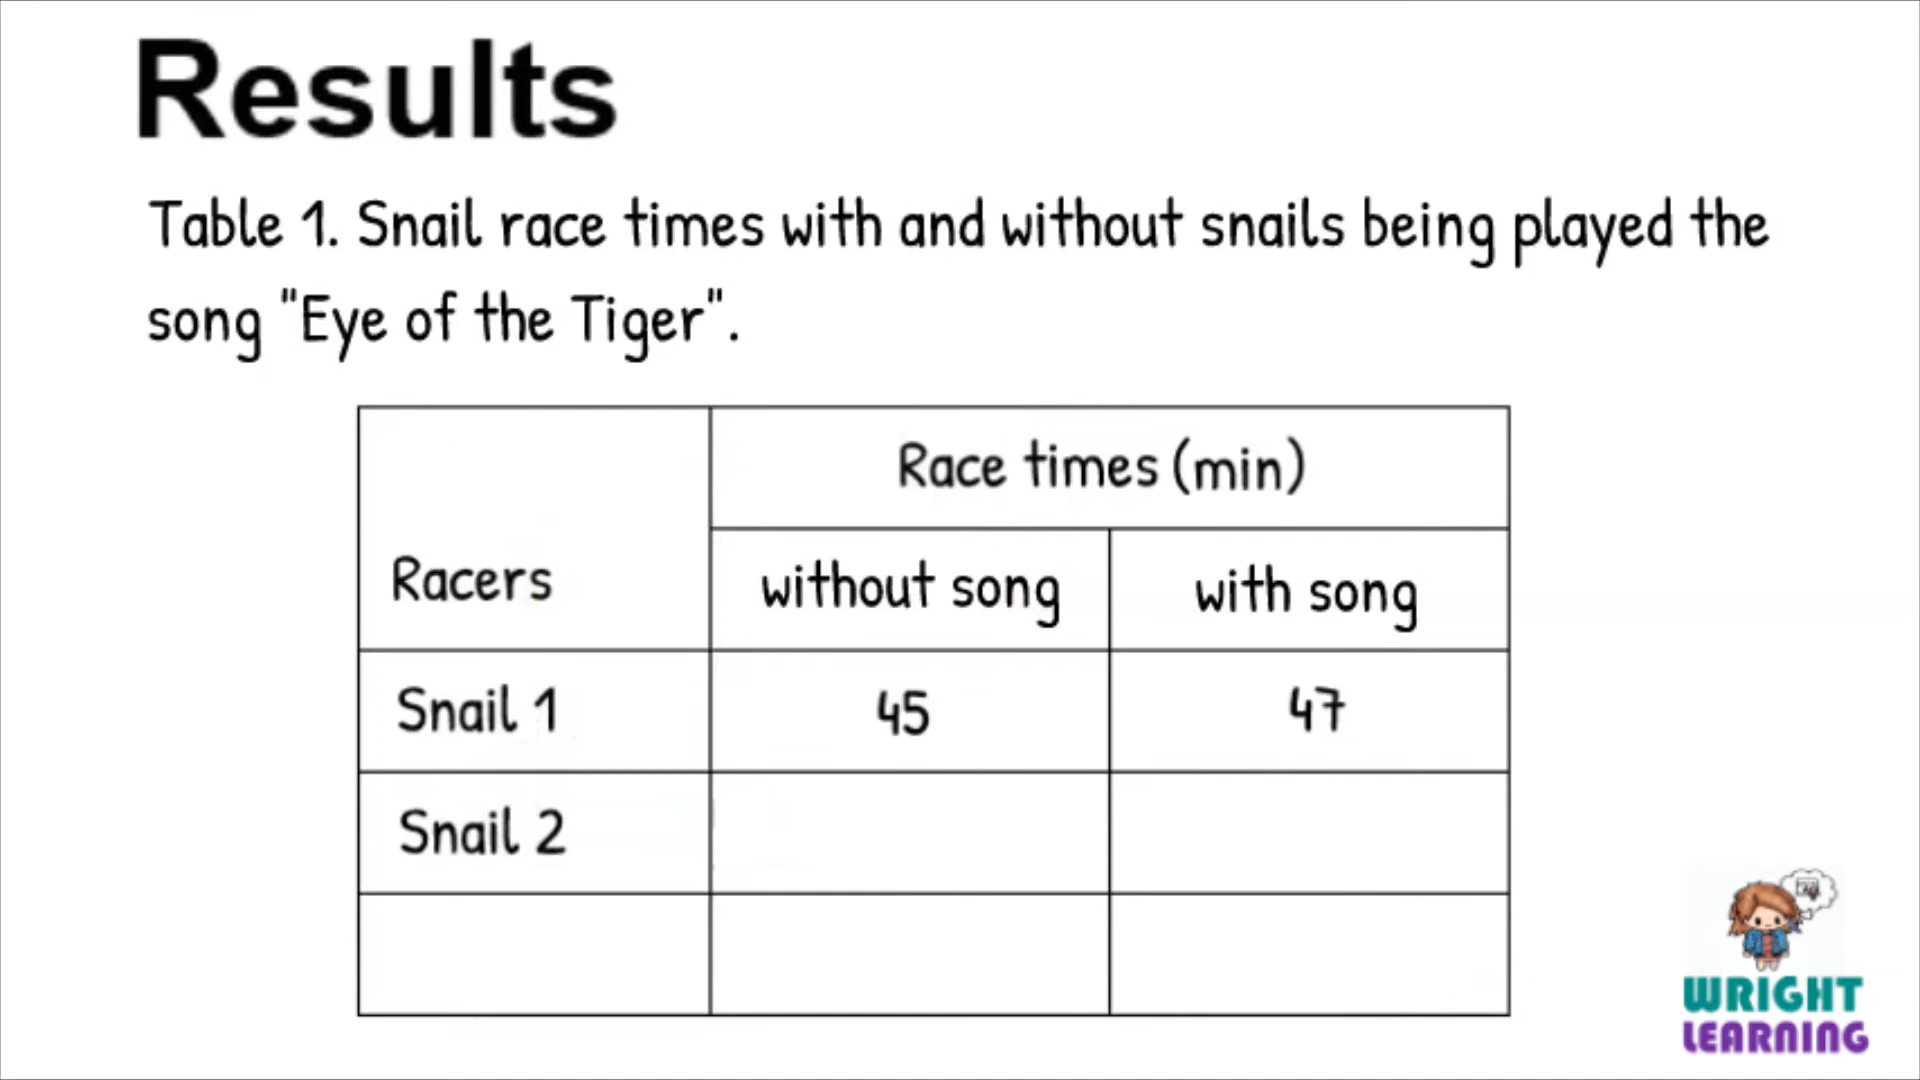 Results
Table 1. Snail race times with and without snails being played the
song "Eye of the Tiger".
Race times (min)
Racers
without song
with song
Snail 1
45
47
Snail 2
WRIGHT
LEARNING